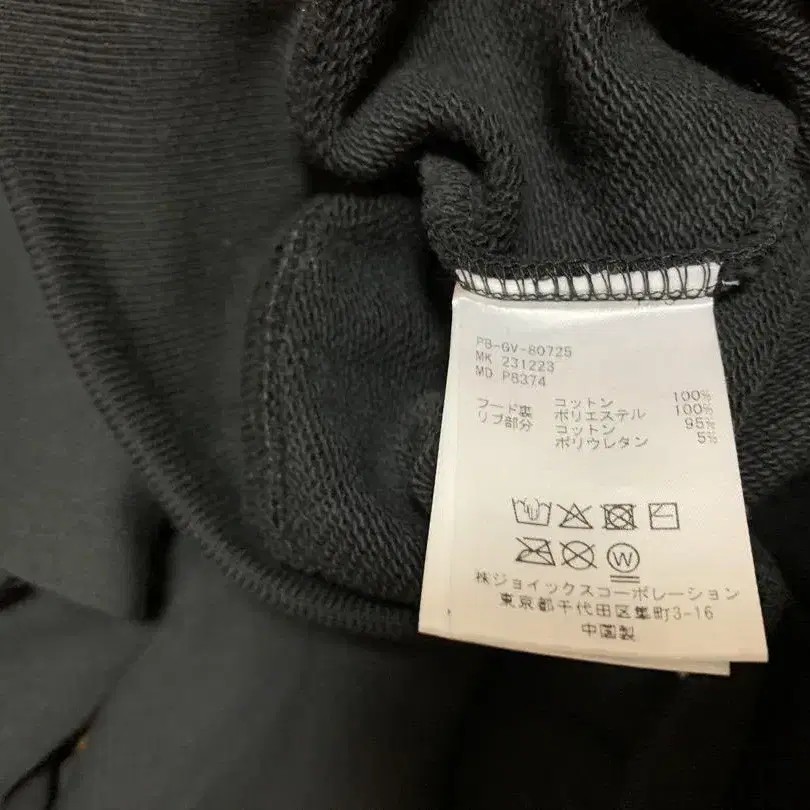 PB-GV-80725
MK 231223
MD P8374
コットン 100%
フード裏 ポリエステル 100%
リブ部分 コットン 95%
ポリウレタン 5%
W
株ジョイックスコーポレーション
東京都千代田区隼町3-16
中国製